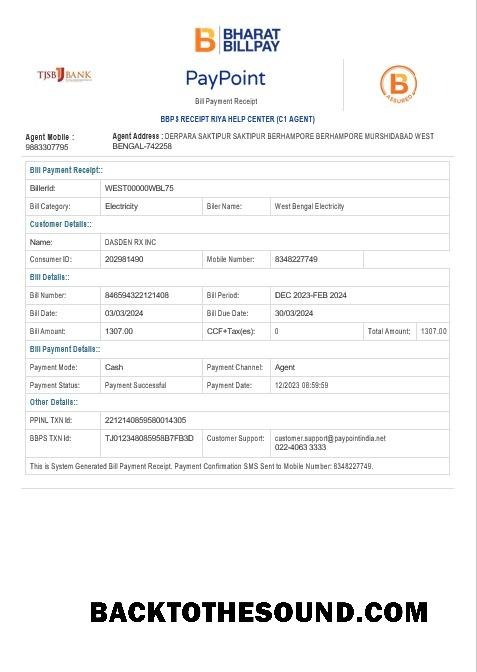 BHARAT
BILLPAY
TJSB BANK
PayPoint
Bill Payment Receipt
B ASSURED
BBPS RECEIPT RIYA HELP CENTER (C1 AGENT)
Agent Mobile :
9883307795
Agent Address : DERPARA SAKTIPUR SAKTIPUR BERHAMPORE BERHAMPORE MURSHIDABAD WEST
BENGAL-742258
Bill Payment Receipt::
BillerId: WEST00000WBL75
Bill Category: Electricity Biler Name: West Bengal Electricity
Customer Details::
Name: DASDEN RX INC
Consumer ID: 202981490 Mobile Number: 8348227749
Bill Details::
Bill Number: 846594322121408 Bill Period: DEC 2023-FEB 2024
Bill Date: 03/03/2024 Bill Due Date: 30/03/2024
Bill Amount: 1307.00 CCF+Tax(es): 0 Total Amount: 1307.00
Bill Payment Details::
Payment Mode: Cash Payment Channel: Agent
Payment Status: Payment Successful Payment Date: 12/2023 08:59:59
Other Details::
PPINL TXN Id: 2212140859580014305
BBPS TXN Id: TJ012348085958B7FB3D Customer Support: customer.support@paypointindia.net
022-4063 3333
This is System Generated Bill Payment Receipt. Payment Confirmation SMS Sent to Mobile Number: 8348227749.
BACKTOTHESOUND.COM